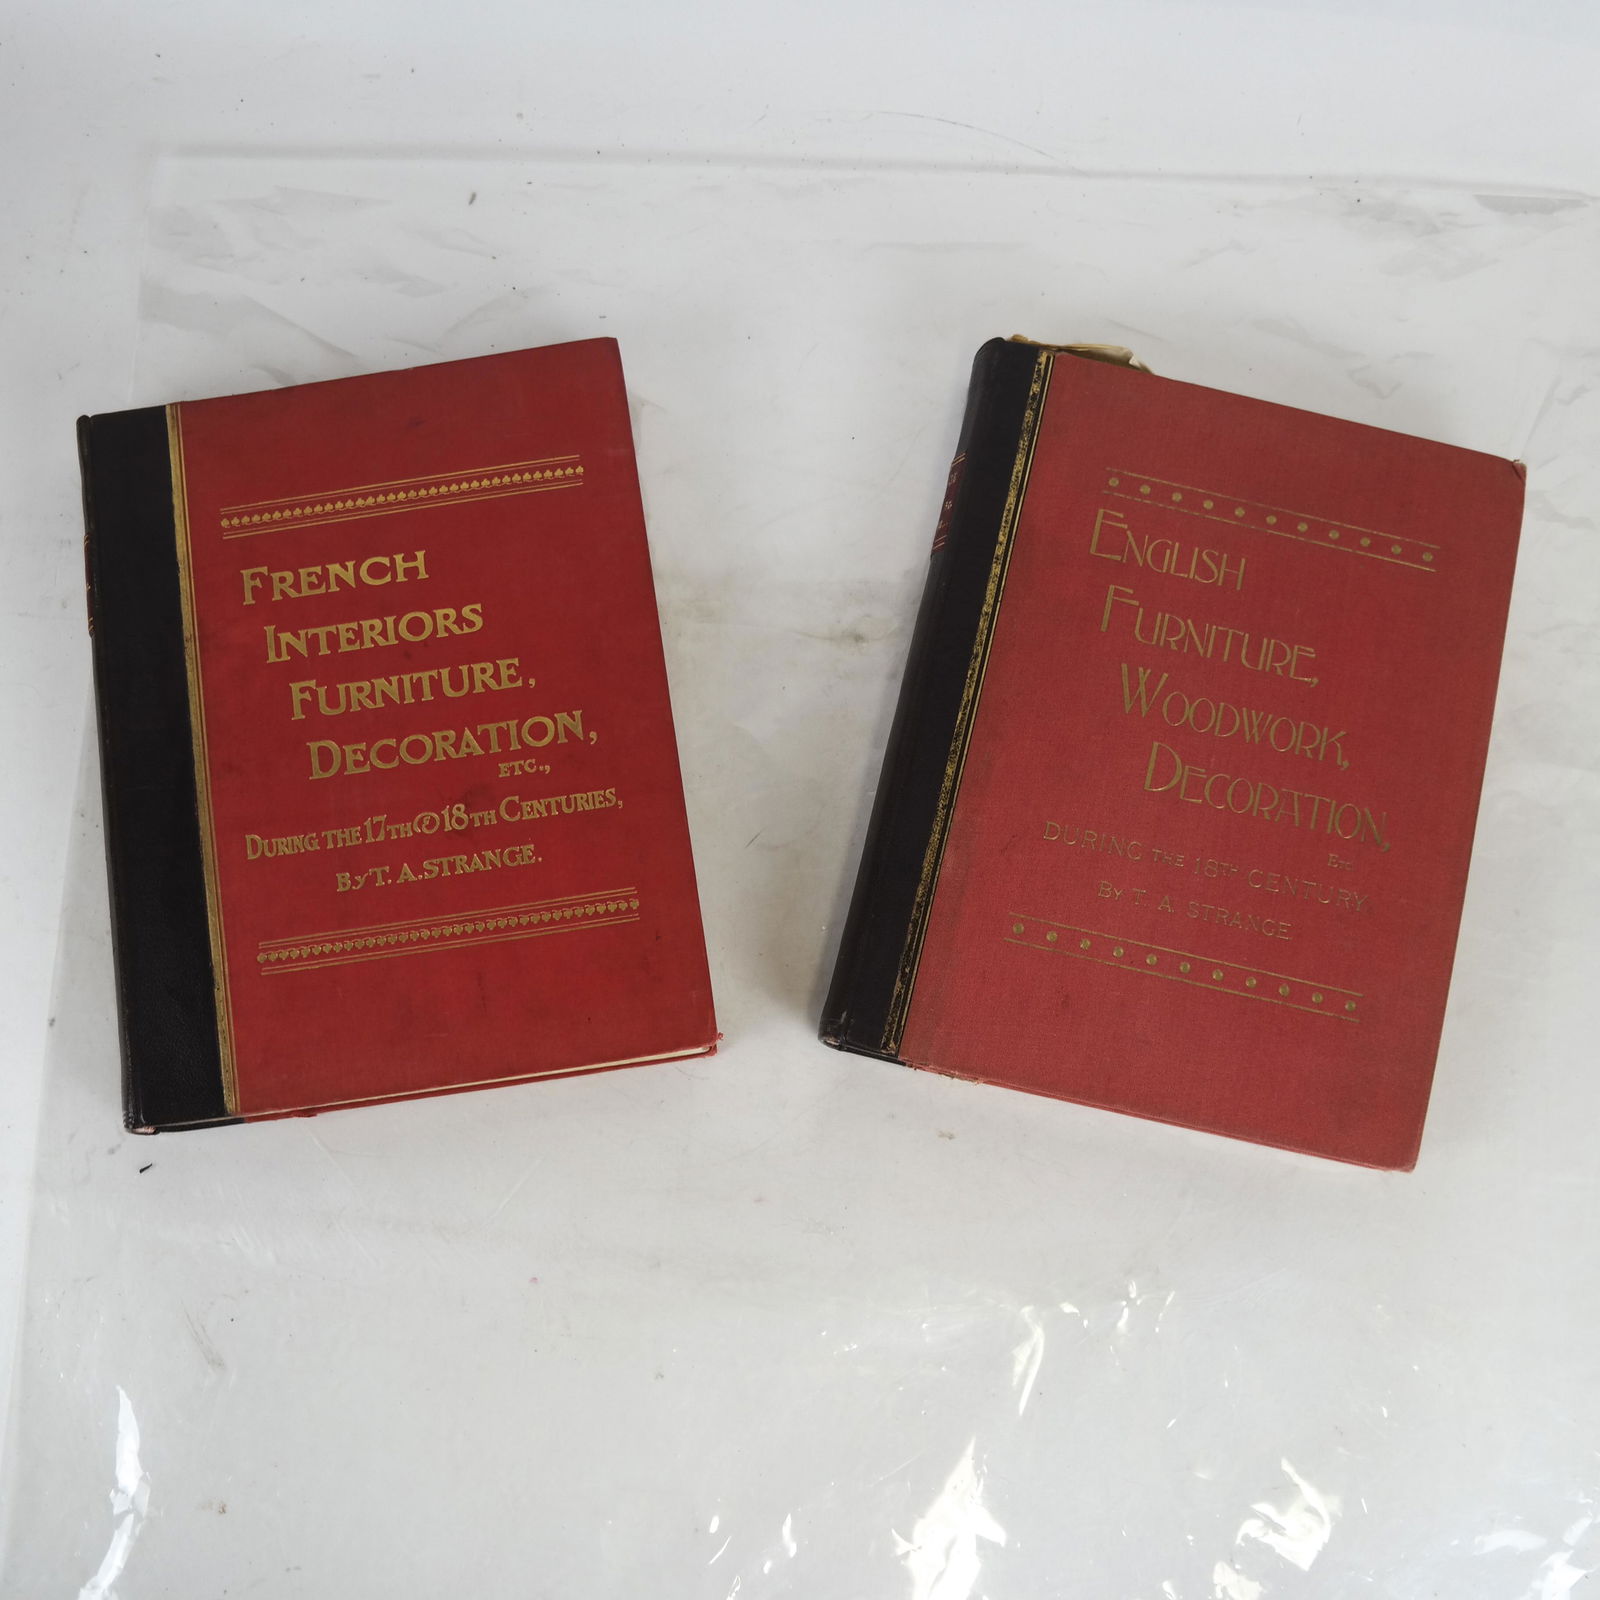 FRENCH
INTERIORS
FURNITURE,
DECORATION,
ETC.,
DURING THE 17TH & 18TH CENTURIES,
BY T. A. STRANGE.
ENGLISH
FURNITURE,
WOODWORK,
DECORATION,
ETC
DURING THE 18TH CENTURY.
BY T. A. STRANGE